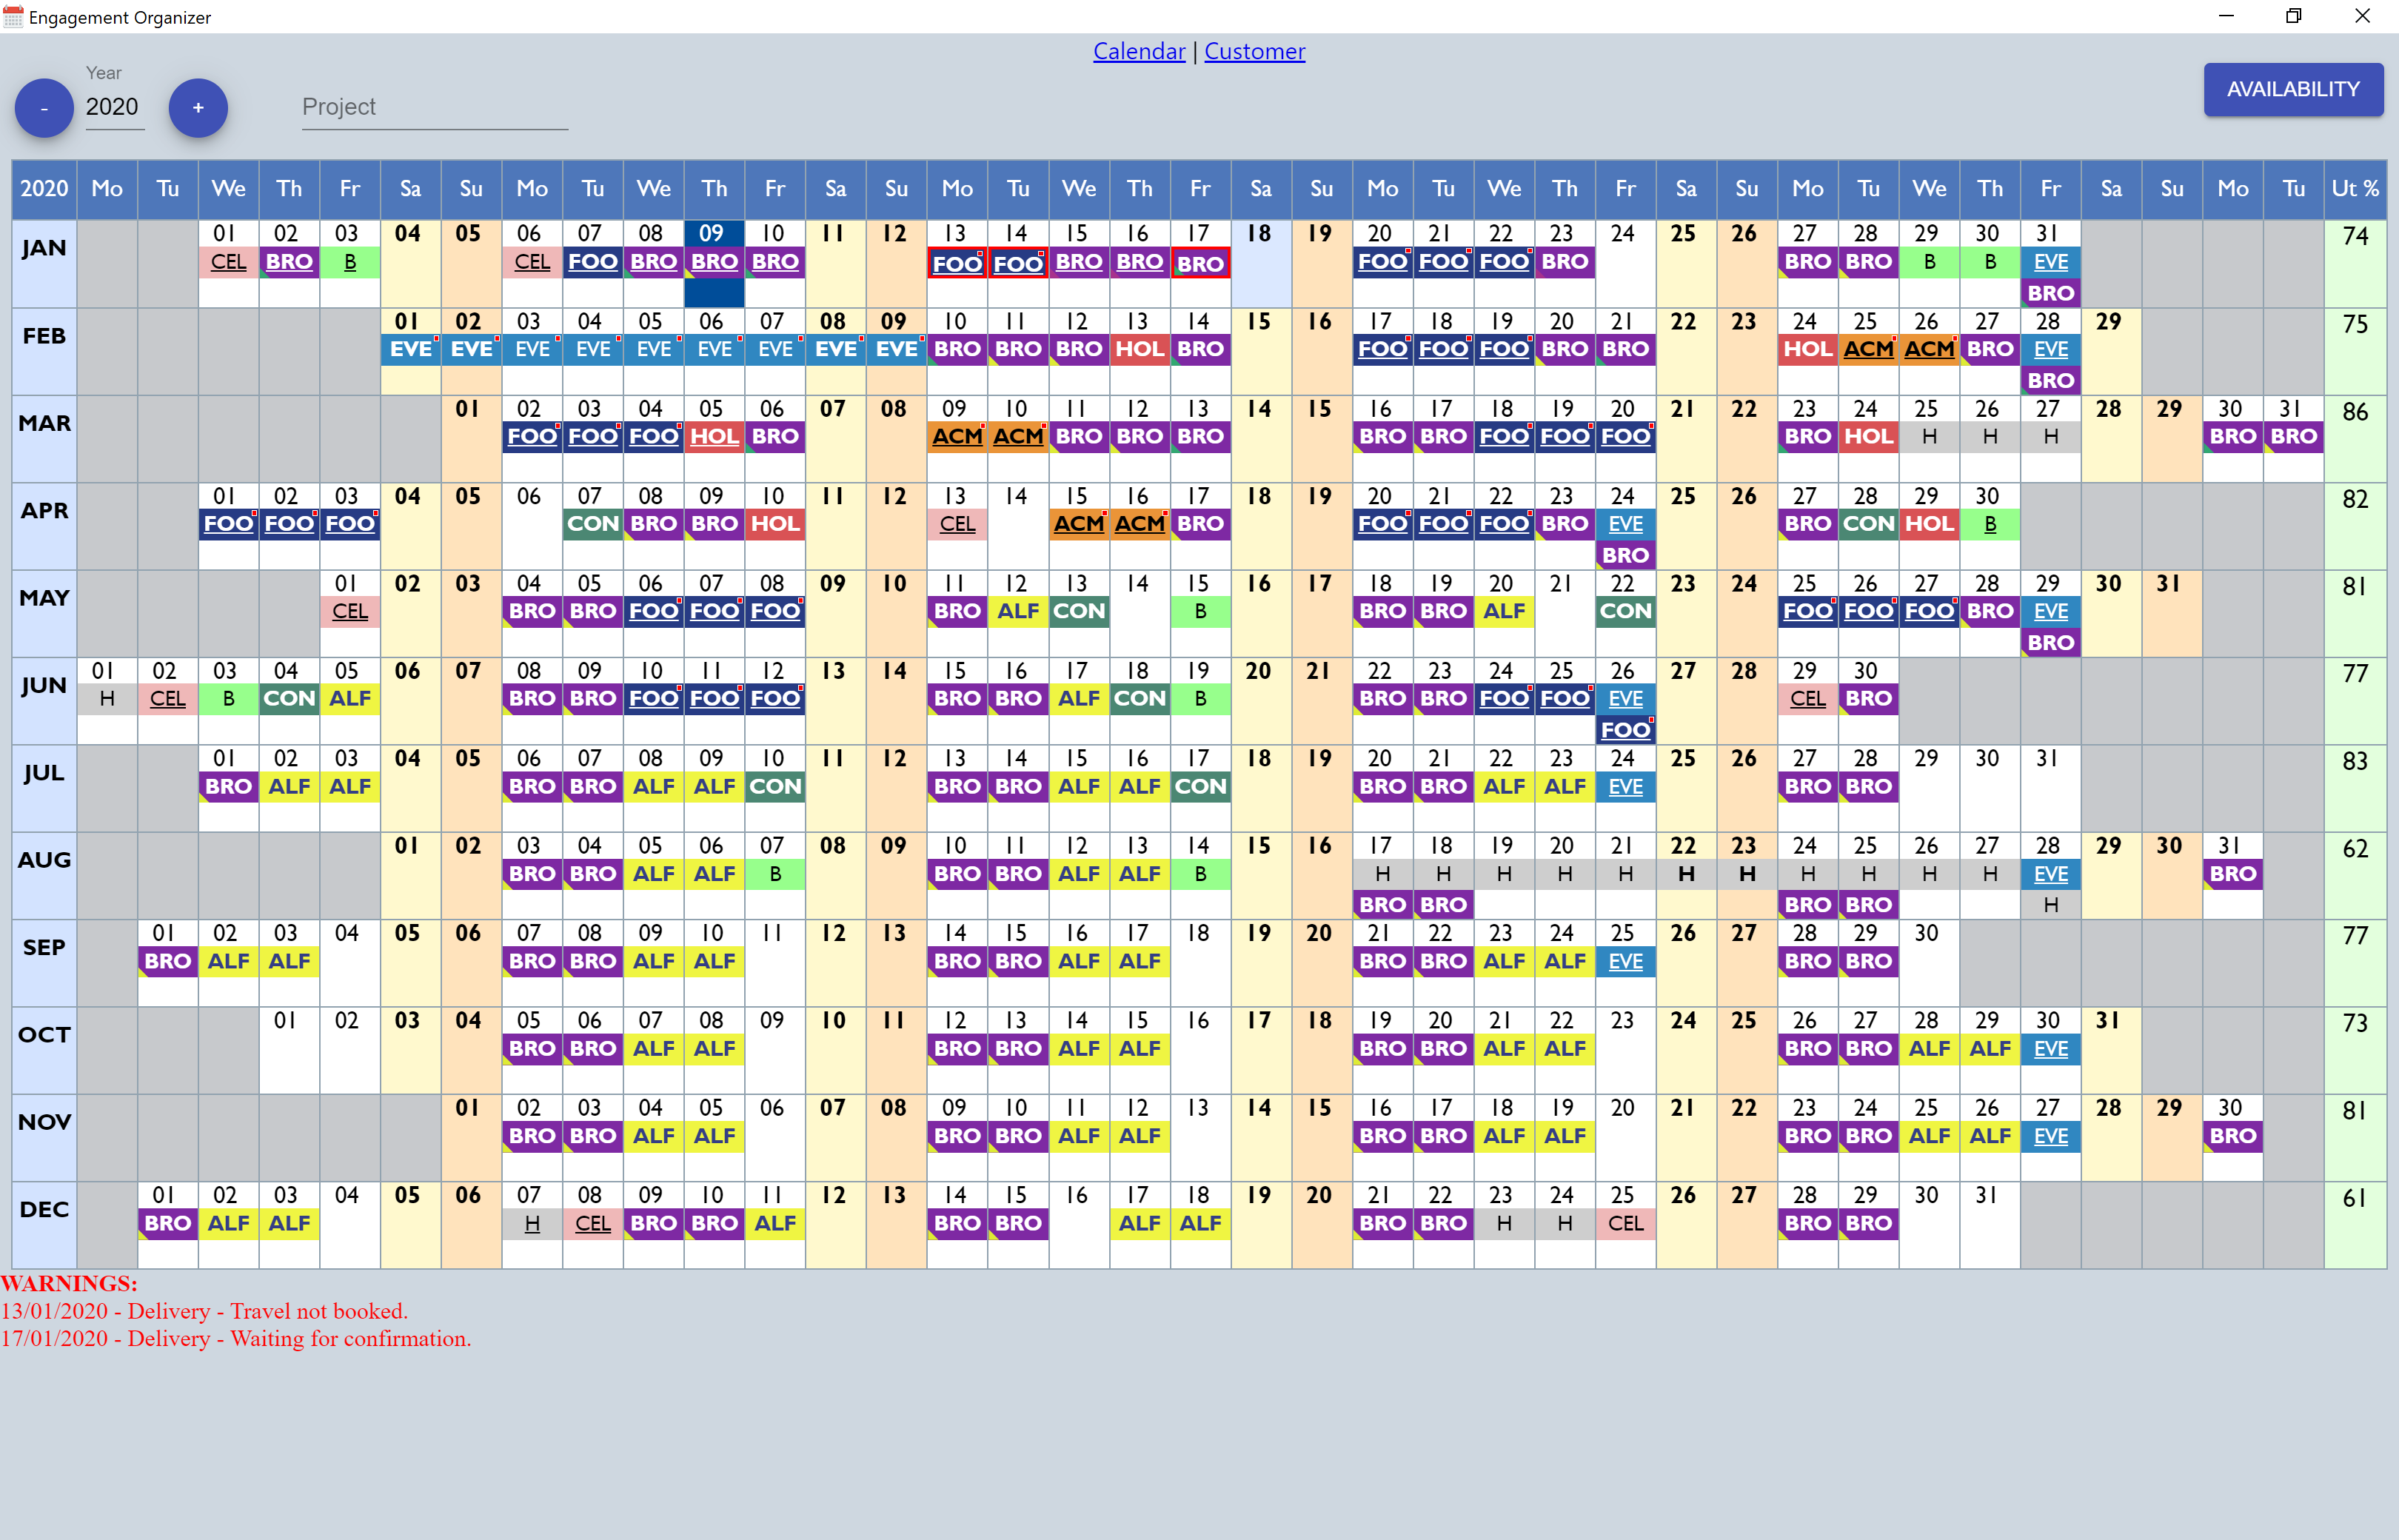 Engagement Organizer
Calendar | Customer
Year
- 2020 + Project AVAILABILITY
2020 Mo Tu We Th Fr Sa Su Mo Tu We Th Fr Sa Su Mo Tu We Th Fr Sa Su Mo Tu We Th Fr Sa Su Mo Tu We Th Fr Sa Su Mo Tu Ut %
JAN 01 02 03 04 05 06 07 08 09 10 11 12 13 14 15 16 17 18 19 20 21 22 23 24 25 26 27 28 29 30 31 74
CEL BRO B CEL FOO BRO BRO BRO FOO FOO BRO BRO BRO FOO FOO FOO BRO BRO BRO B B EVE
BRO
FEB 01 02 03 04 05 06 07 08 09 10 11 12 13 14 15 16 17 18 19 20 21 22 23 24 25 26 27 28 29 75
EVE EVE EVE EVE EVE EVE EVE EVE EVE BRO BRO BRO HOL BRO FOO FOO FOO BRO BRO HOL ACM ACM BRO EVE
BRO
MAR 01 02 03 04 05 06 07 08 09 10 11 12 13 14 15 16 17 18 19 20 21 22 23 24 25 26 27 28 29 30 31 86
FOO FOO FOO HOL BRO ACM ACM BRO BRO BRO BRO BRO FOO FOO FOO BRO HOL H H H BRO BRO
APR 01 02 03 04 05 06 07 08 09 10 11 12 13 14 15 16 17 18 19 20 21 22 23 24 25 26 27 28 29 30 82
FOO FOO FOO CON BRO BRO HOL CEL ACM ACM BRO FOO FOO FOO BRO EVE BRO CON HOL B
BRO
MAY 01 02 03 04 05 06 07 08 09 10 11 12 13 14 15 16 17 18 19 20 21 22 23 24 25 26 27 28 29 30 31 81
CEL BRO BRO FOO FOO FOO BRO ALF CON B BRO BRO ALF CON FOO FOO FOO BRO EVE
BRO
JUN 01 02 03 04 05 06 07 08 09 10 11 12 13 14 15 16 17 18 19 20 21 22 23 24 25 26 27 28 29 30 77
H CEL B CON ALF BRO BRO FOO FOO FOO BRO BRO ALF CON B BRO BRO FOO FOO EVE CEL BRO
FOO
JUL 01 02 03 04 05 06 07 08 09 10 11 12 13 14 15 16 17 18 19 20 21 22 23 24 25 26 27 28 29 30 31 83
BRO ALF ALF BRO BRO ALF ALF CON BRO BRO ALF ALF CON BRO BRO ALF ALF EVE BRO BRO
AUG 01 02 03 04 05 06 07 08 09 10 11 12 13 14 15 16 17 18 19 20 21 22 23 24 25 26 27 28 29 30 31 62
BRO BRO ALF ALF B BRO BRO ALF ALF B H H H H H H H H H H H EVE BRO
BRO BRO BRO BRO H
SEP 01 02 03 04 05 06 07 08 09 10 11 12 13 14 15 16 17 18 19 20 21 22 23 24 25 26 27 28 29 30 77
BRO ALF ALF BRO BRO ALF ALF BRO BRO ALF ALF BRO BRO ALF ALF EVE BRO BRO
OCT 01 02 03 04 05 06 07 08 09 10 11 12 13 14 15 16 17 18 19 20 21 22 23 24 25 26 27 28 29 30 31 73
BRO BRO ALF ALF BRO BRO ALF ALF BRO BRO ALF ALF BRO BRO ALF ALF EVE
NOV 01 02 03 04 05 06 07 08 09 10 11 12 13 14 15 16 17 18 19 20 21 22 23 24 25 26 27 28 29 30 81
BRO BRO ALF ALF BRO BRO ALF ALF BRO BRO ALF ALF BRO BRO ALF ALF EVE BRO
DEC 01 02 03 04 05 06 07 08 09 10 11 12 13 14 15 16 17 18 19 20 21 22 23 24 25 26 27 28 29 30 31 61
BRO ALF ALF H CEL BRO BRO ALF BRO BRO ALF ALF BRO BRO H H CEL BRO BRO
WARNINGS:
13/01/2020 - Delivery - Travel not booked.
17/01/2020 - Delivery - Waiting for confirmation.